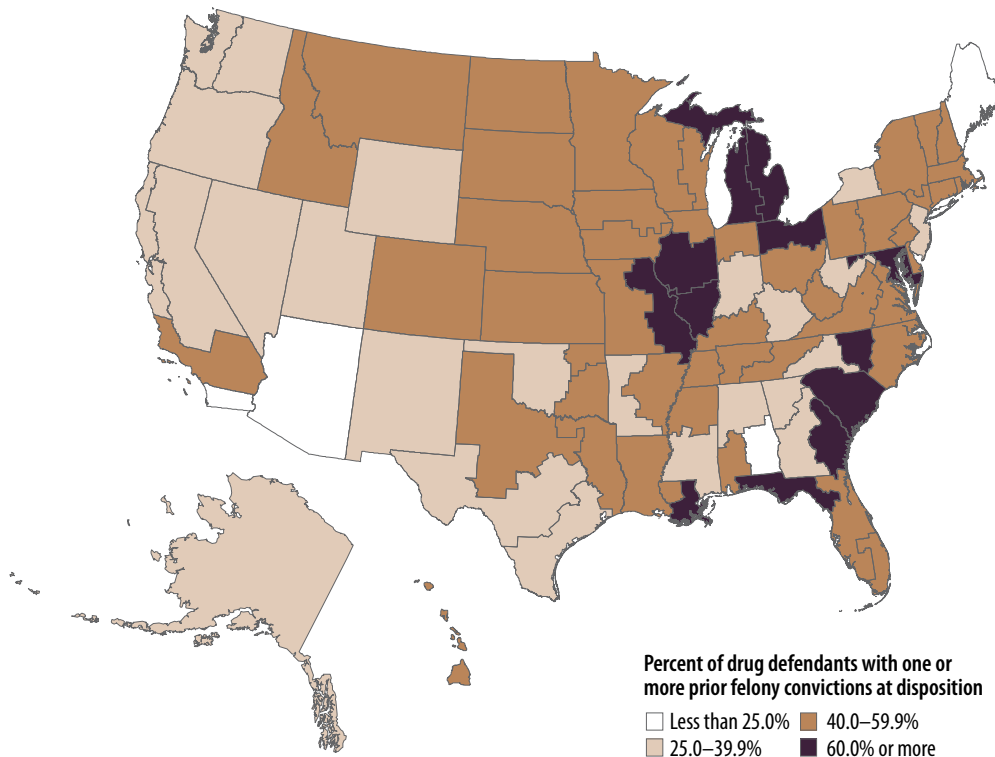 Percent of drug defendants with one or
more prior felony convictions at disposition
Less than 25.0% 40.0–59.9%
25.0–39.9% 60.0% or more